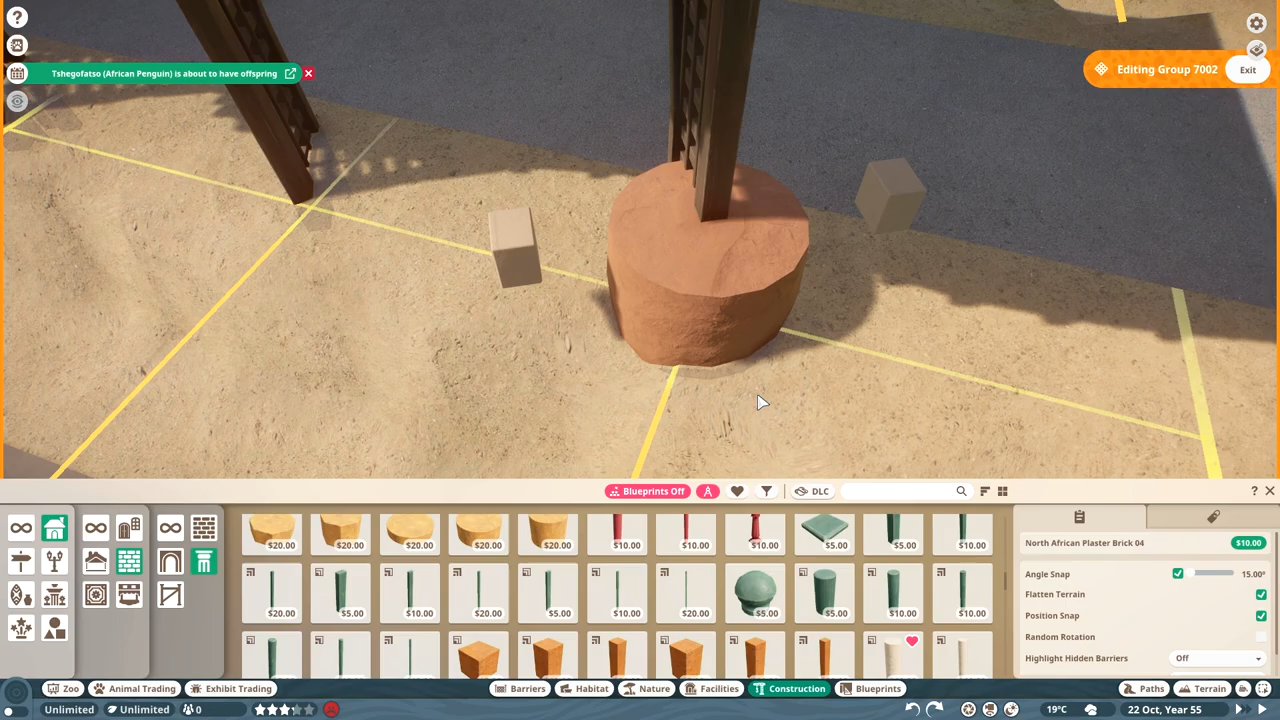 ?
Editing Group 7002
Exit
Tshegofatso (African Penguin) is about to have offspring
Blueprints Off
DLC
?
$20.00 $20.00 $20.00 $20.00 $20.00 $10.00 $10.00 $10.00 $5.00 $5.00 $10.00
$20.00 $5.00 $10.00 $20.00 $5.00 $10.00 $20.00 $5.00 $5.00 $10.00 $10.00
North African Plaster Brick 04 $10.00
Angle Snap 15.00°
Flatten Terrain
Position Snap
Random Rotation
Highlight Hidden Barriers Off
Zoo Animal Trading Exhibit Trading Barriers Habitat Nature Facilities Construction Blueprints Paths Terrain
Unlimited Unlimited 0 19°C 22 Oct, Year 55